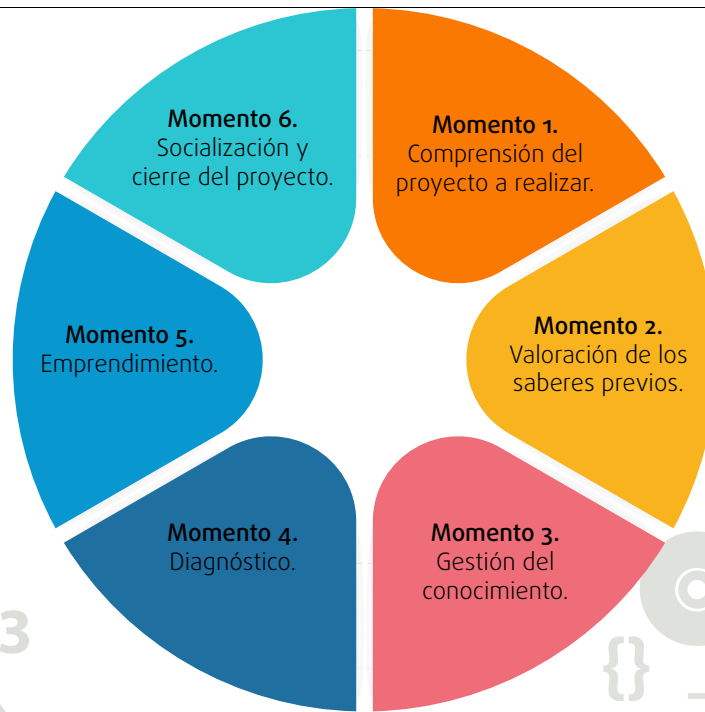 Momento 1.
Comprensión del
proyecto a realizar.
Momento 2.
Valoración de los
saberes previos.
Momento 3.
Gestión del
conocimiento.
Momento 4.
Diagnóstico.
Momento 5.
Emprendimiento.
Momento 6.
Socialización y
cierre del proyecto.
3
{}